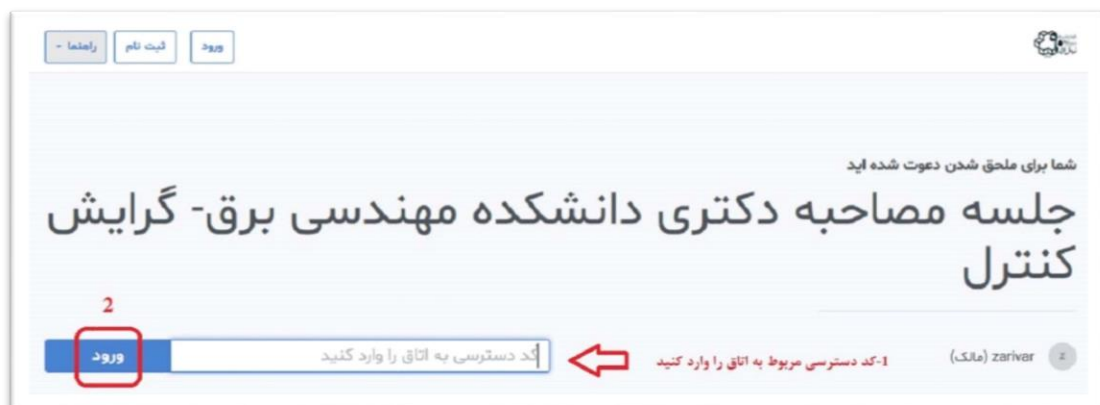 ورود
ثبت نام
راهنما
شما برای ملحق شدن دعوت شده اید
جلسه مصاحبه دکتری دانشکده مهندسی برق- گرایش
کنترل
zarivar (مالک)
z
1-کد دسترسی مربوط به اتاق را وارد کنید
کد دسترسی به اتاق را وارد کنید
2
ورود